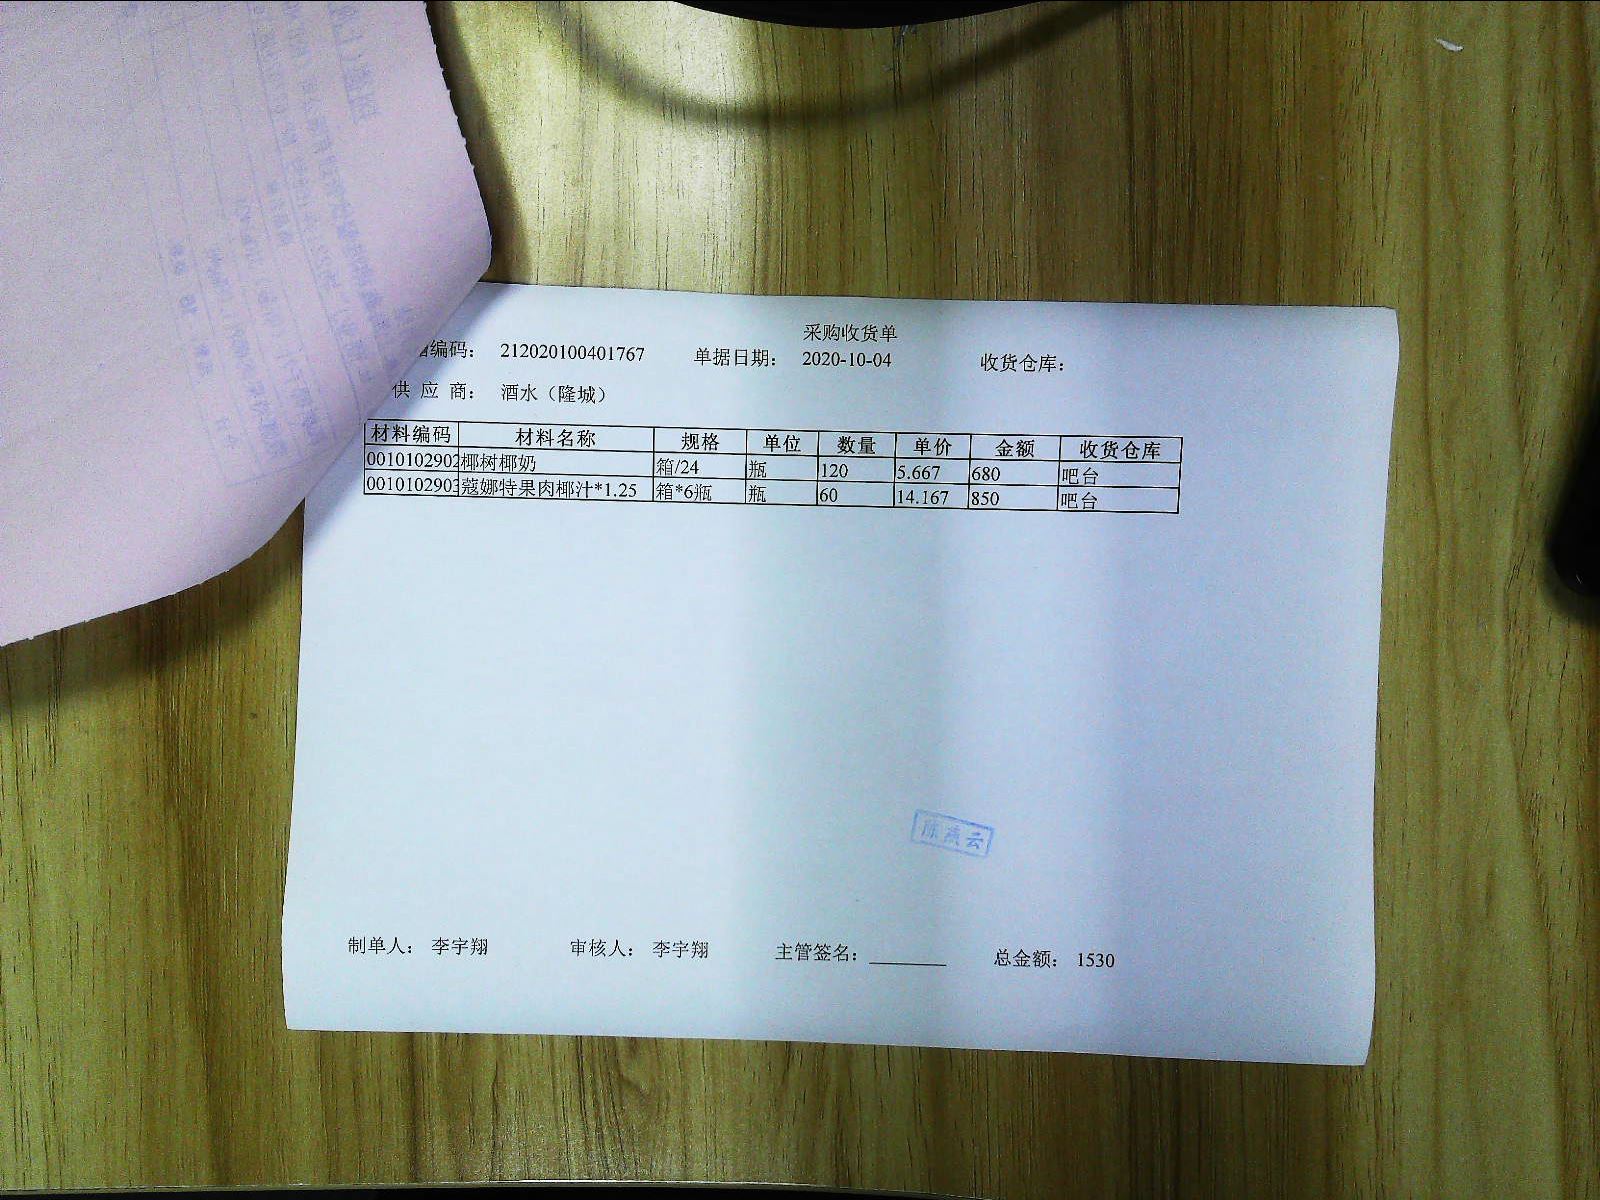 采购收货单
编码： 212020100401767 单据日期： 2020-10-04 收货仓库：
供 应 商： 酒水（隆城）
材料编码 材料名称 规格 单位 数量 单价 金额 收货仓库
0010102902 椰树椰奶 箱/24 瓶 120 5.667 680 吧台
0010102903 蔻娜特果肉椰汁*1.25 箱*6瓶 瓶 60 14.167 850 吧台
陈燕云
制单人： 李宇翔 审核人： 李宇翔 主管签名：________ 总金额： 1530